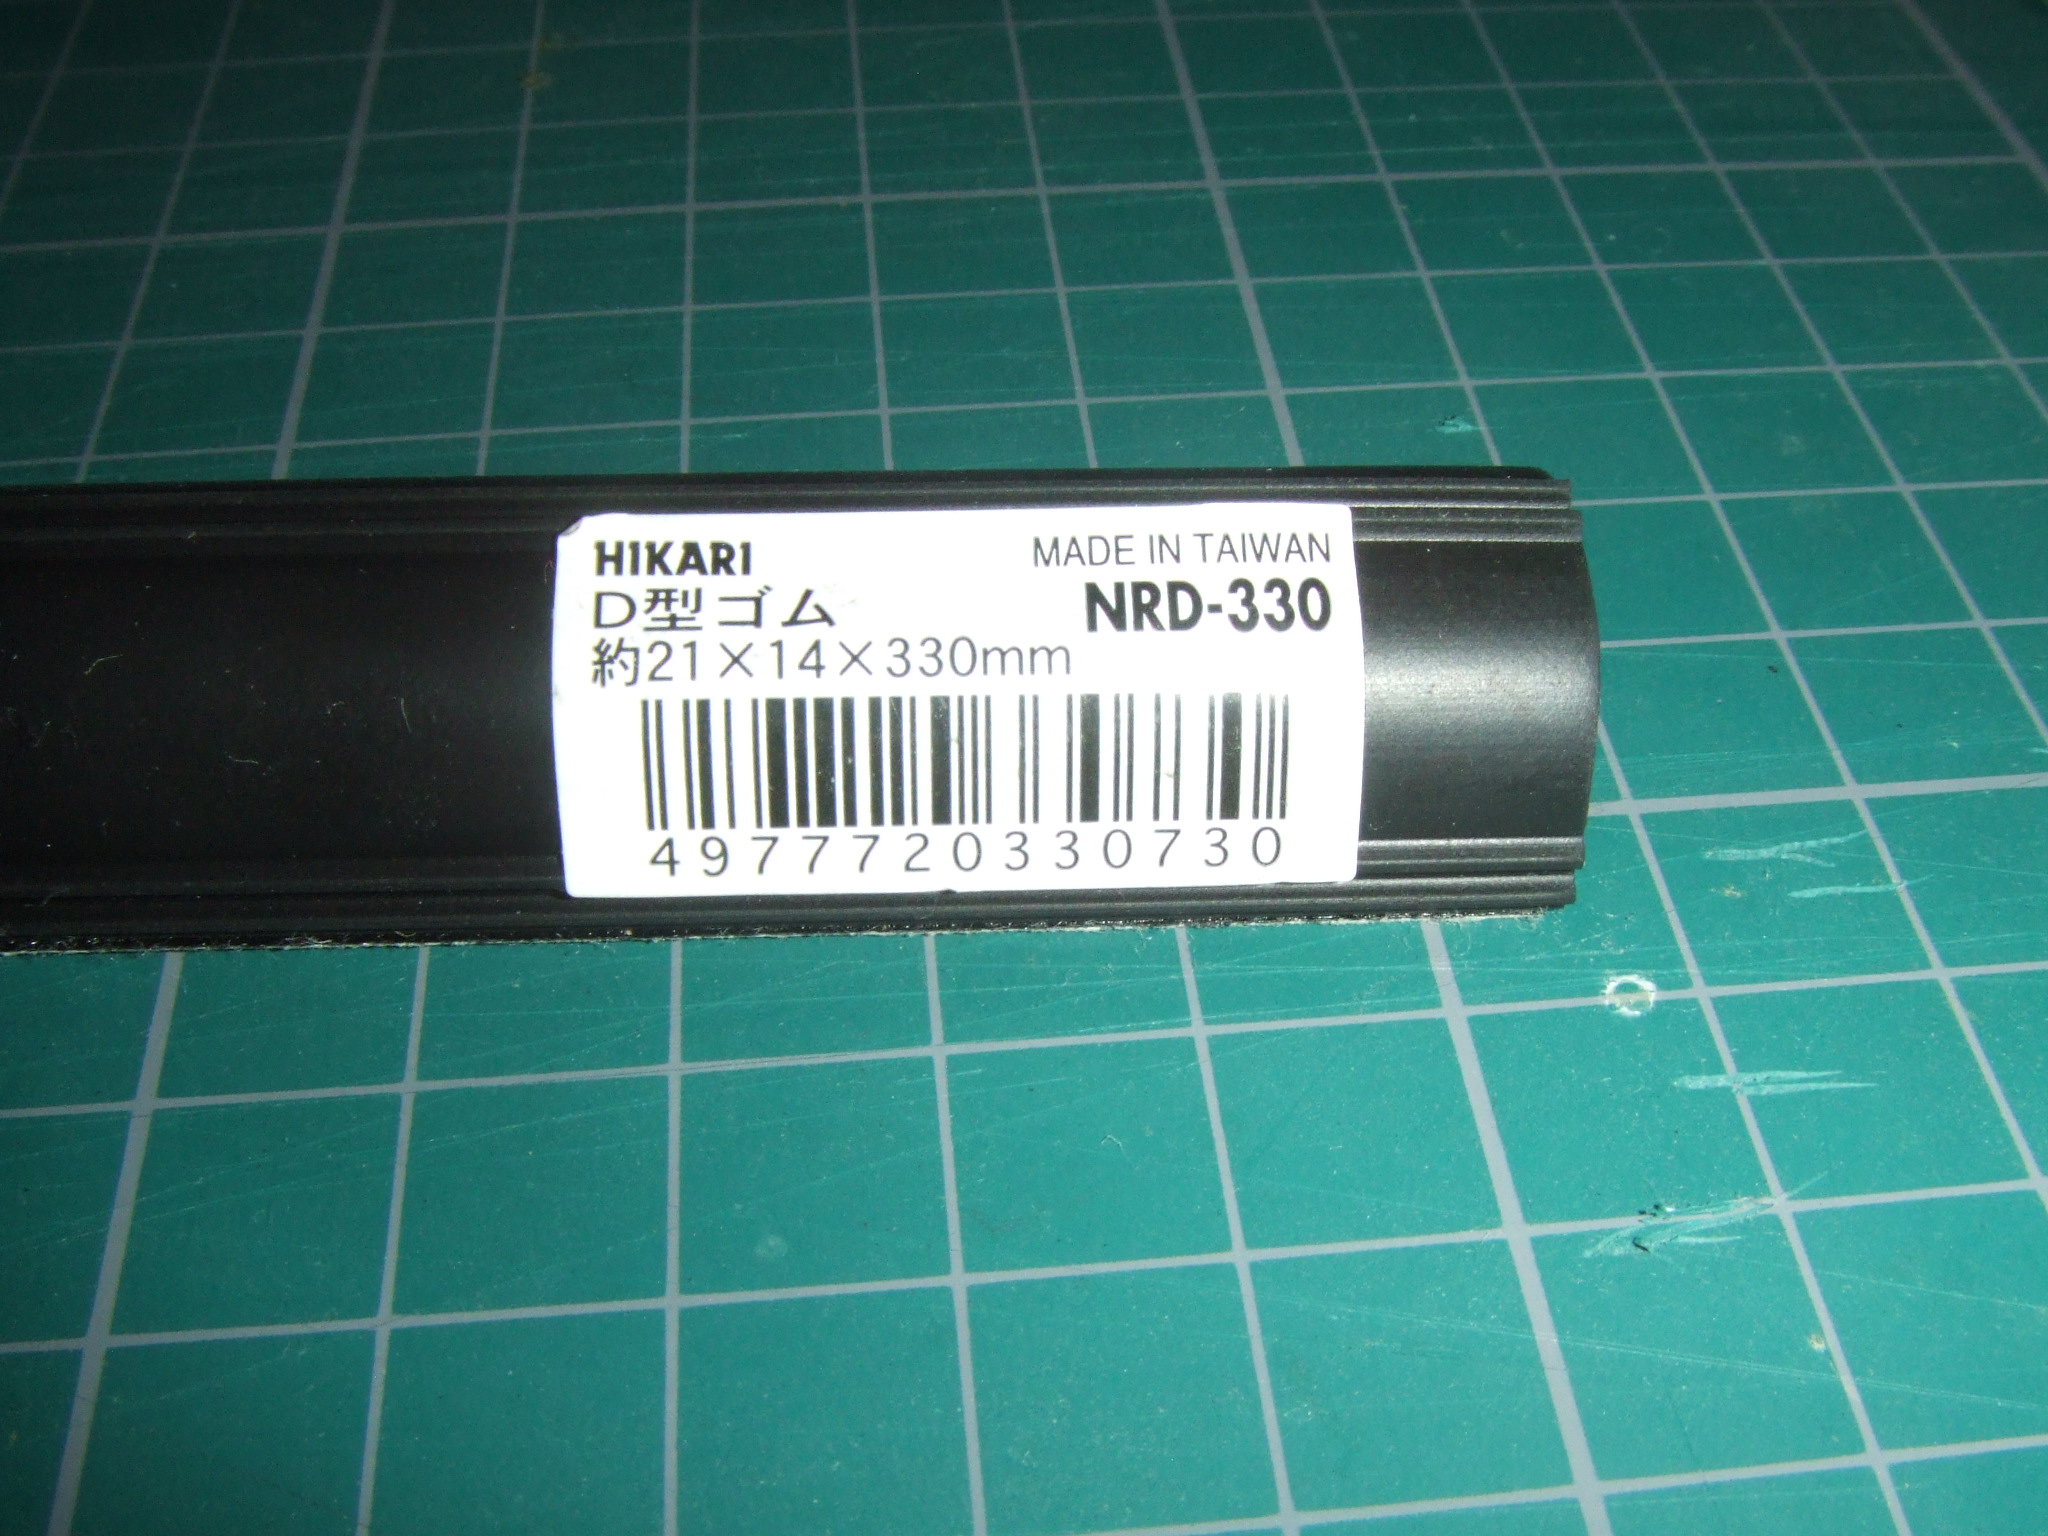 HIKARI MADE IN TAIWAN
D型ゴム NRD-330
約21×14×330mm
4977720330730